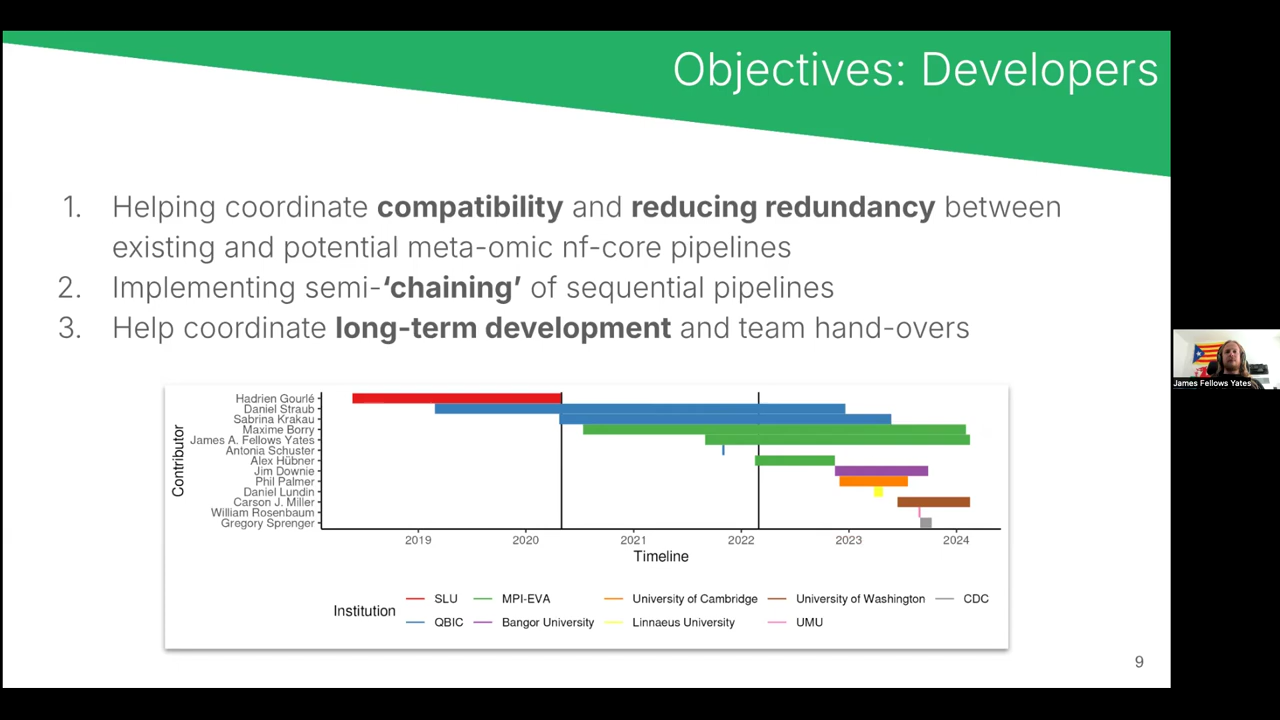 Objectives: Developers
1. Helping coordinate compatibility and reducing redundancy between
existing and potential meta-omic nf-core pipelines
2. Implementing semi-‘chaining’ of sequential pipelines
3. Help coordinate long-term development and team hand-overs
Contributor
Hadrien Gourlé
Daniel Straub
Sabrina Krakau
Maxime Borry
James A. Fellows Yates
Antonia Schuster
Alex Hübner
Jim Downie
Phil Palmer
Daniel Lundin
Carson J. Miller
William Rosenbaum
Gregory Sprenger
2019 2020 2021 2022 2023 2024
Timeline
Institution
SLU MPI-EVA University of Cambridge University of Washington CDC
QBIC Bangor University Linnaeus University UMU
9
James Fellows Yates